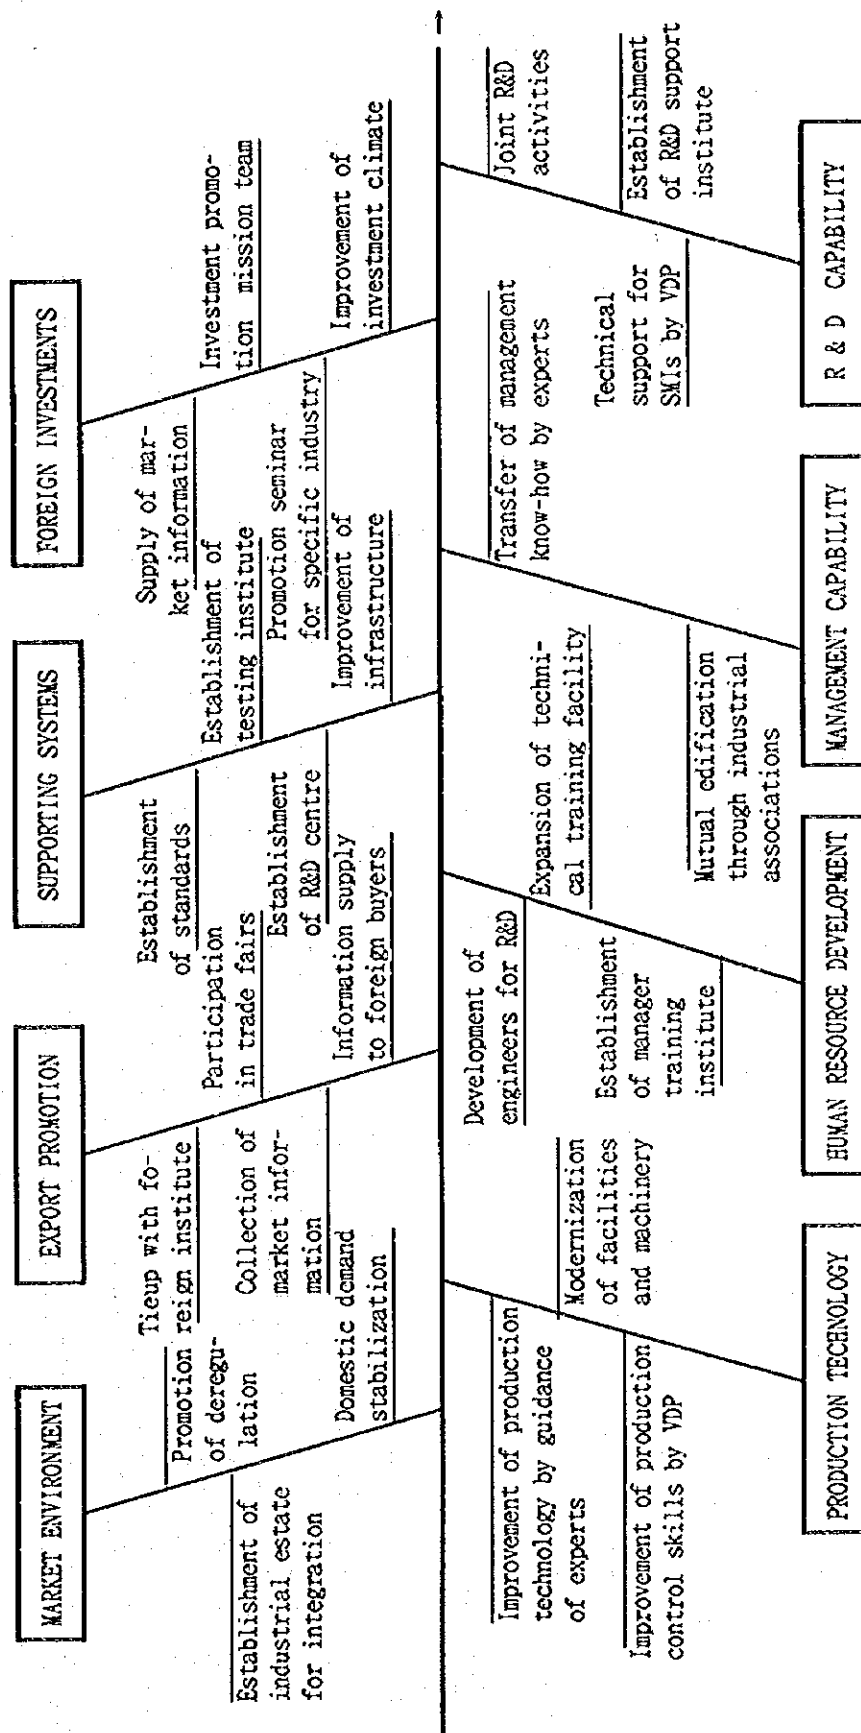 MARKET ENVIRONMENT
EXPORT PROMOTION
SUPPORTING SYSTEMS
FOREIGN INVESTMENTS
Establishment of
industrial estate
for integration
Promotion
of deregu-
lation
Domestic demand
stabilization
Tieup with fo-
reign institute
Collection of
market infor-
mation
Participation
in trade fairs
Information supply
to foreign buyers
Establishment
of standards
Establishment
of R&D centre
Establishment of
testing institute
Improvement of
infrastructure
Supply of mar-
ket information
Promotion seminar
for specific industry
Investment promo-
tion mission team
Improvement of
investment climate
Improvement of production
technology by guidance
of experts
Improvement of production
control skills by VDP
Modernization
of facilities
and machinery
Development of
engineers for R&D
Establishment
of manager
training
institute
Expansion of techni-
cal training facility
Mutual edification
through industrial
associations
Transfer of management
know-how by experts
Technical
support for
SMIs by VDP
Joint R&D
activities
Establishment
of R&D support
institute
PRODUCTION TECHNOLOGY
HUMAN RESOURCE DEVELOPMENT
MANAGEMENT CAPABILITY
R & D CAPABILITY